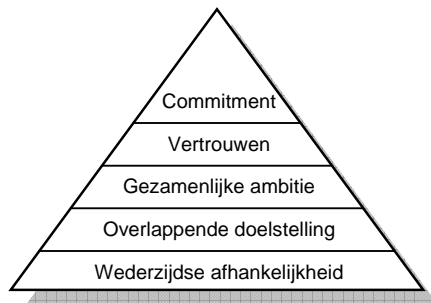 Commitment
Vertrouwen
Gezamenlijke ambitie
Overlappende doelstelling
Wederzijdse afhankelijkheid